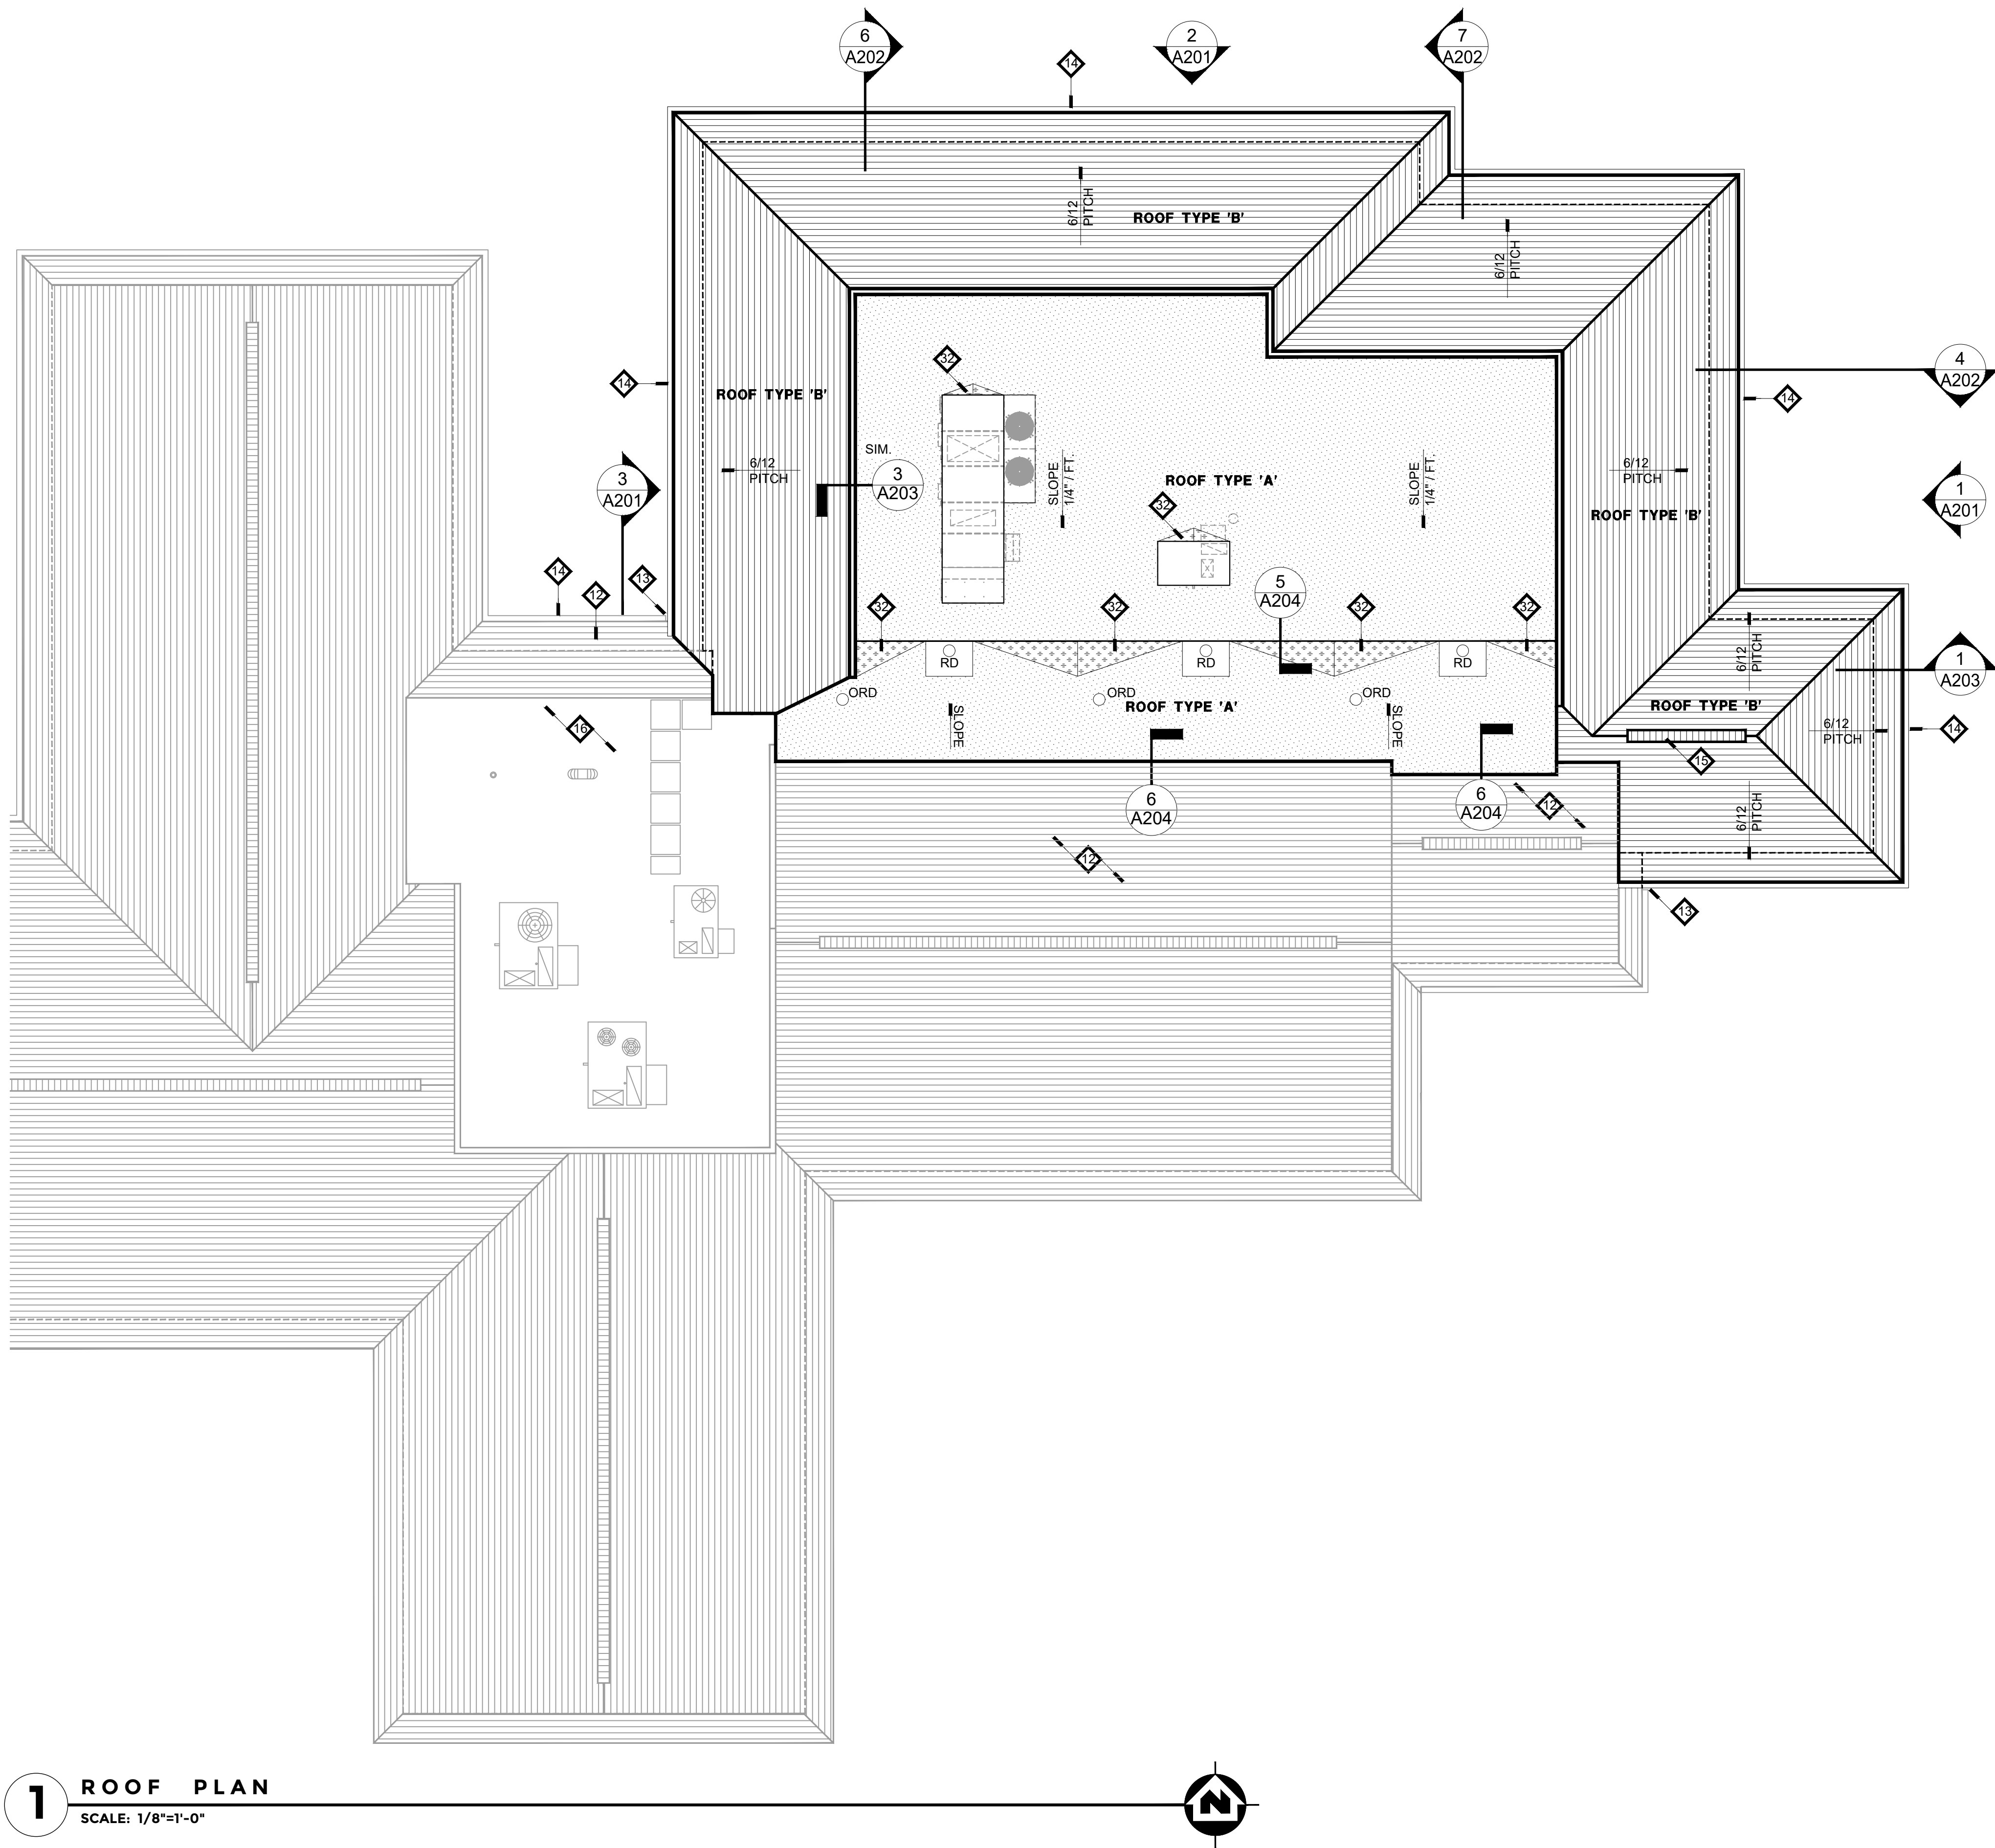 6
A202
2
A201
7
A202
14
6/12
PITCH
ROOF TYPE 'B'
6/12
PITCH
4
A202
32
14
ROOF TYPE 'B'
14
SIM.
3
A203
6/12
PITCH
SLOPE
1/4" / FT.
ROOF TYPE 'A'
SLOPE
1/4" / FT.
6/12
PITCH
3
A201
32
ROOF TYPE 'B'
1
A201
14
12
13
5
A204
32
32
32
32
RD
RD
RD
6/12
PITCH
1
A203
ORD
ORD
ORD
SLOPE
ROOF TYPE 'A'
SLOPE
ROOF TYPE 'B'
6/12
PITCH
14
16
15
6
A204
6
A204
12
6/12
PITCH
12
13
1
ROOF PLAN
SCALE: 1/8"=1'-0"
N